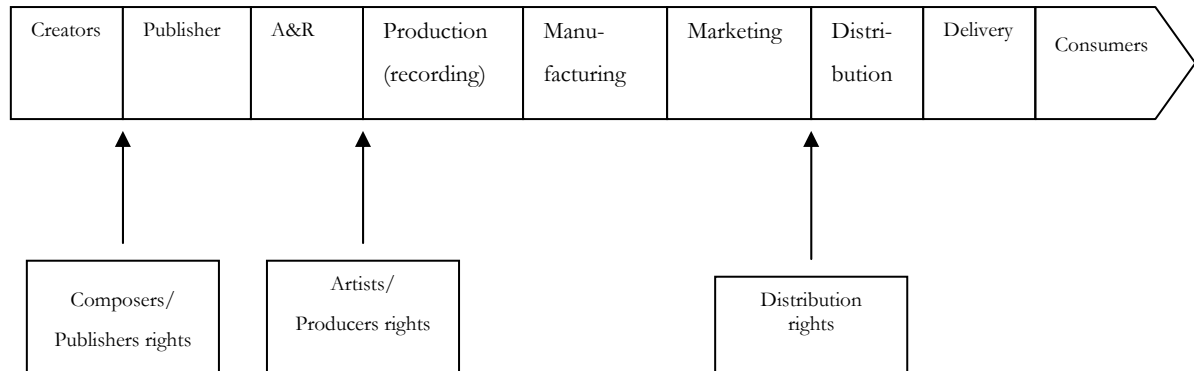 Creators
Publisher
A&R
Production
(recording)
Manu-
facturing
Marketing
Distri-
bution
Delivery
Consumers
Composers/
Publishers rights
Artists/
Producers rights
Distribution
rights